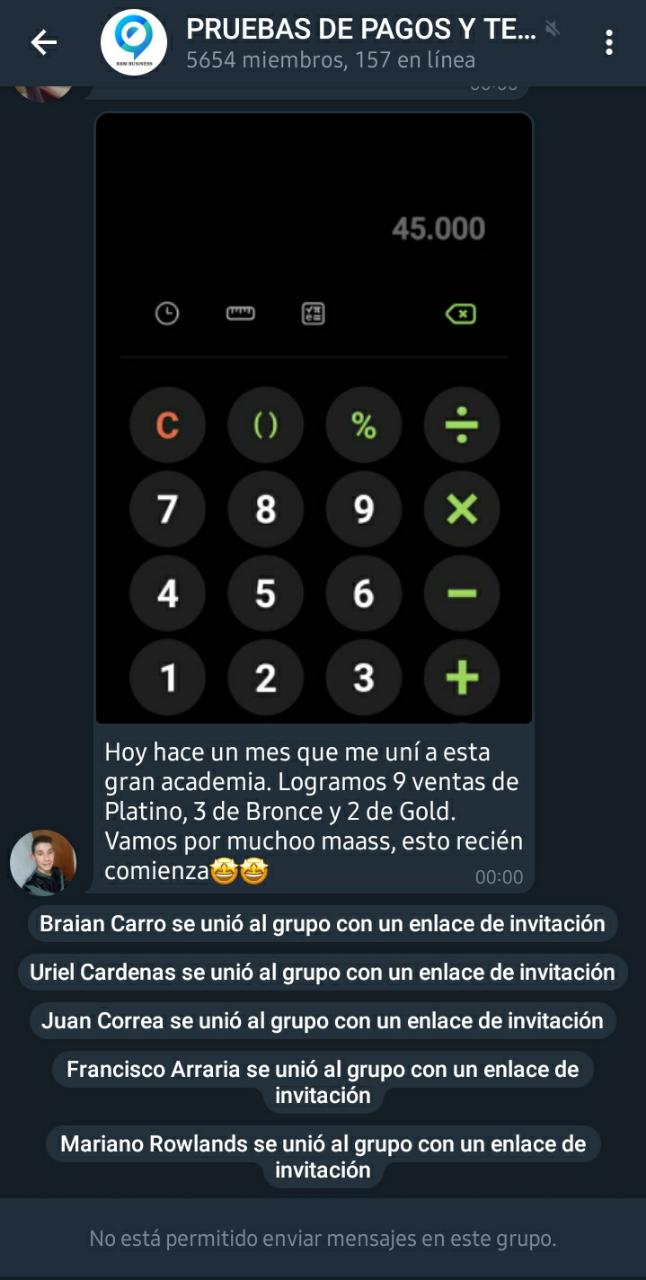 PRUEBAS DE PAGOS Y TE...
5654 miembros, 157 en línea
45.000
C
( )
%
÷
7
8
9
×
4
5
6
−
1
2
3
+
Hoy hace un mes que me uní a esta
gran academia. Logramos 9 ventas de
Platino, 3 de Bronce y 2 de Gold.
Vamos por muchoo maass, esto recién
comienza🤩🤩
00:00
Braian Carro se unió al grupo con un enlace de invitación
Uriel Cardenas se unió al grupo con un enlace de invitación
Juan Correa se unió al grupo con un enlace de invitación
Francisco Arraria se unió al grupo con un enlace de
invitación
Mariano Rowlands se unió al grupo con un enlace de
invitación
No está permitido enviar mensajes en este grupo.